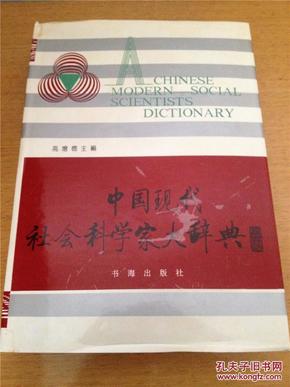 A CHINESE
MODERN SOCIAL
SCIENTISTS
DICTIONARY
高增德主编
中国现代
社会科学家大辞典
书海出版社
孔夫子旧书网